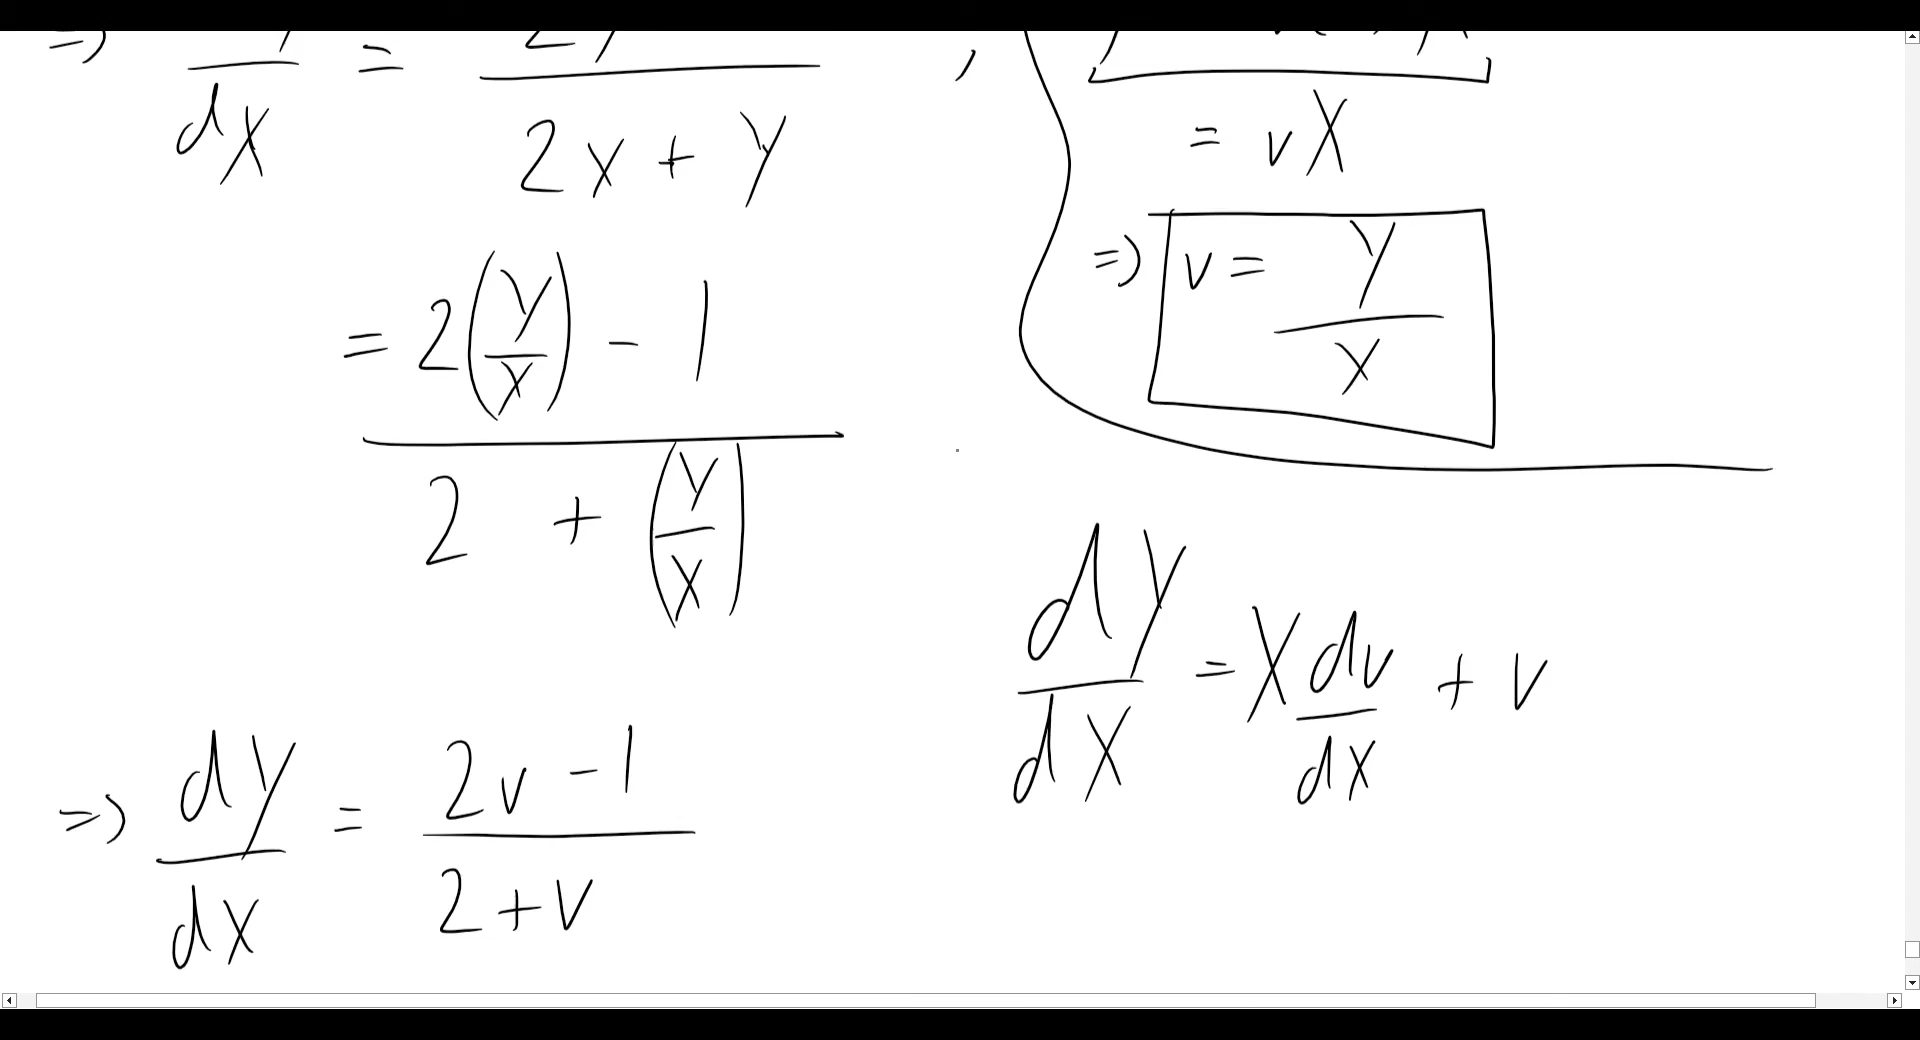 => dX = 2X + Y ,
= 2(Y/X) - 1
2 + (Y/X)
=> dY/dX = (2v - 1)/(2 + v)
= vX
=> v = Y/X
dY/dX = X dv/dX + v